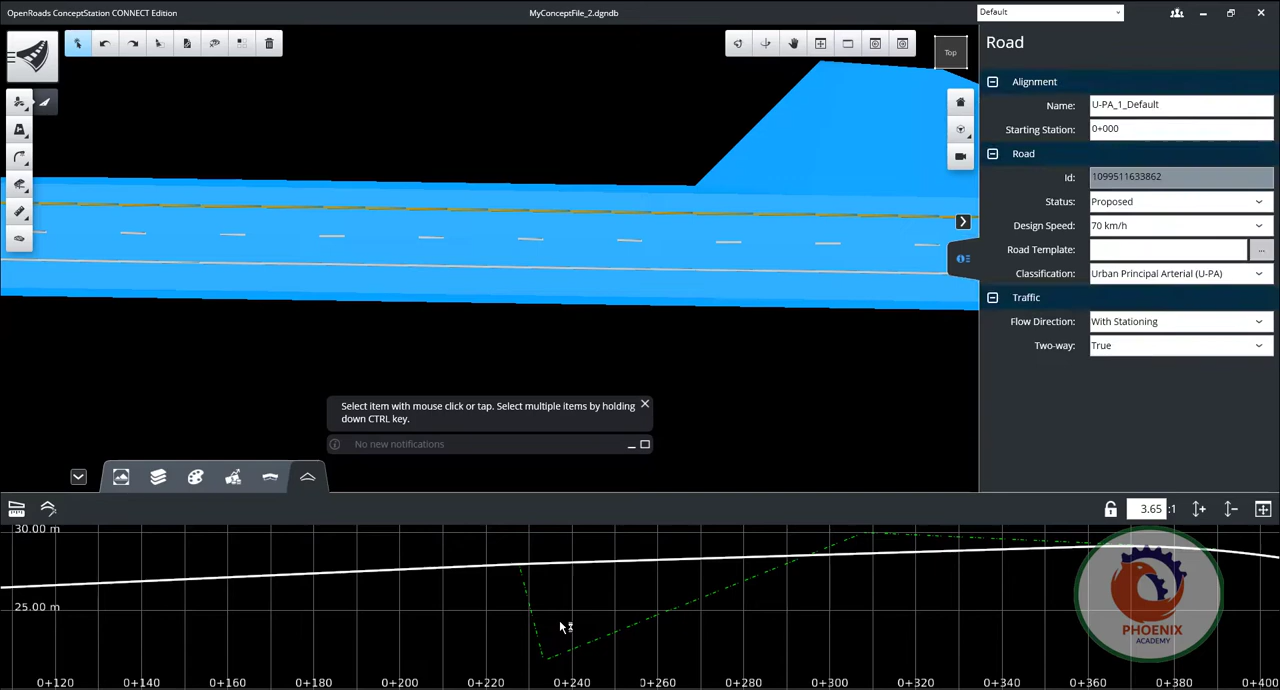 OpenRoads ConceptStation CONNECT Edition
MyConceptFile_2.dgndb
Default
Top
Road
Alignment
Name: U-PA_1_Default
Starting Station: 0+000
Road
Id: 1099511633862
Status: Proposed
Design Speed: 70 km/h
Road Template: ...
Classification: Urban Principal Arterial (U-PA)
Traffic
Flow Direction: With Stationing
Two-way: True
Select item with mouse click or tap. Select multiple items by holding
down CTRL key.
No new notifications
3.65 :1
30.00 m
25.00 m
PHOENIX
ACADEMY
0+120 0+140 0+160 0+180 0+200 0+220 0+240 0+260 0+280 0+300 0+320 0+340 0+360 0+380 0+400